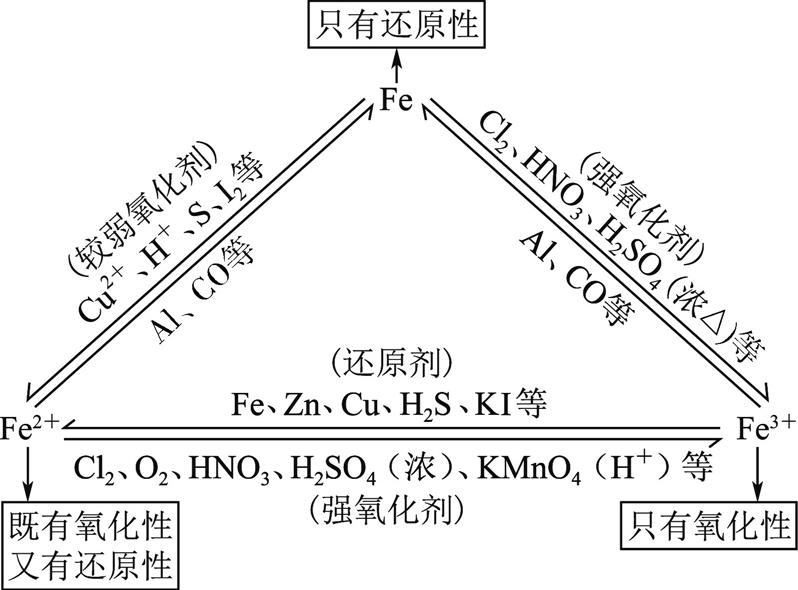 只有还原性
Fe
(较弱氧化剂)
Cu²⁺、H⁺、S、I₂等
Al、CO等
(强氧化剂)
Cl₂、HNO₃、H₂SO₄(浓△)等
Al、CO等
(还原剂)
Fe、Zn、Cu、H₂S、KI等
Fe²⁺
Fe³⁺
Cl₂、O₂、HNO₃、H₂SO₄(浓)、KMnO₄(H⁺)等
(强氧化剂)
既有氧化性
又有还原性
只有氧化性